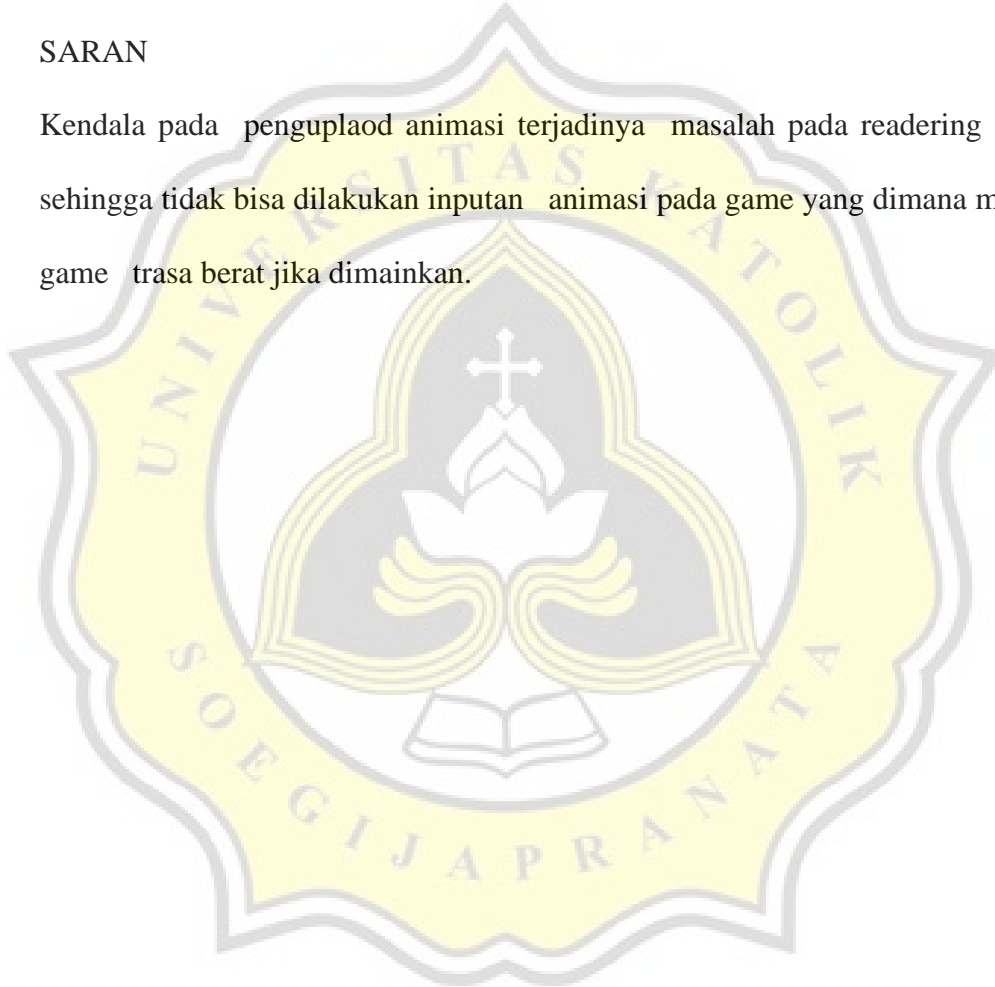 SARAN
Kendala pada penguplaod animasi terjadinya masalah pada readering
sehingga tidak bisa dilakukan inputan animasi pada game yang dimana
game trasa berat jika dimainkan.
UNIVERSITAS KATOLIK
SOEGIJAPRANATA